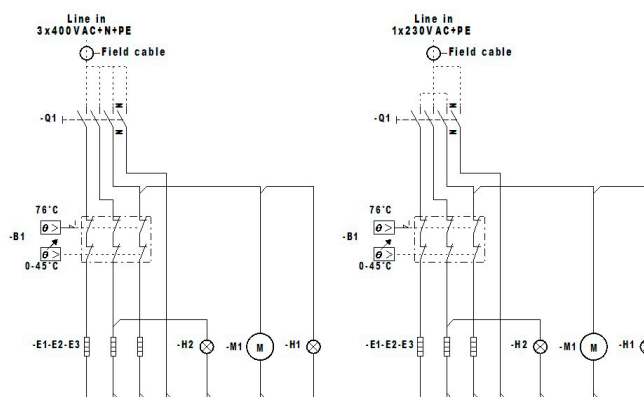 Line in
3x400VAC+N+PE
Field cable
N
-Q1
N
76°C
θ >
-B1
θ >
0-45°C
-E1-E2-E3
-H2
-M1
M
-H1
Line in
1x230VAC+PE
Field cable
N
-Q1
N
76°C
θ >
-B1
θ >
0-45°C
-E1-E2-E3
-H2
-M1
M
-H1